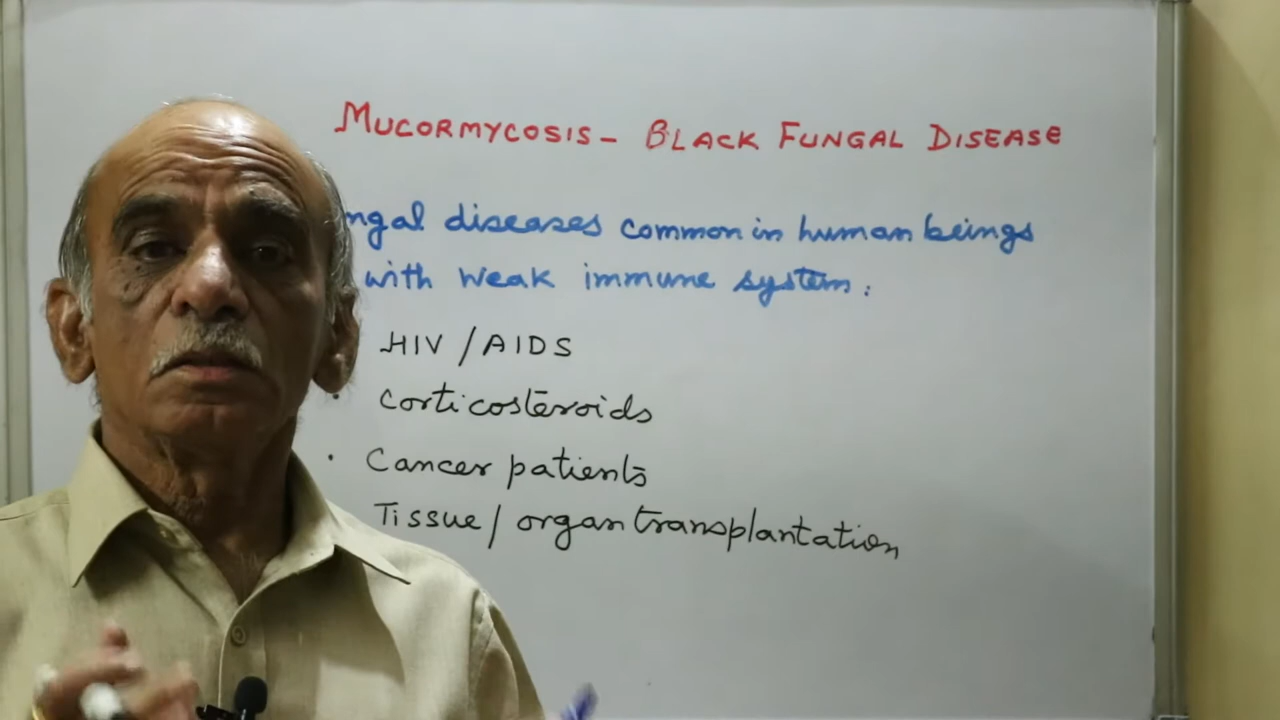 MUCORMYCOSIS - BLACK FUNGAL DISEASE
ngal diseases common in human beings
with weak immune system:
HIV / AIDS
• Corticosteroids
• Cancer patients
Tissue / organ transplantation